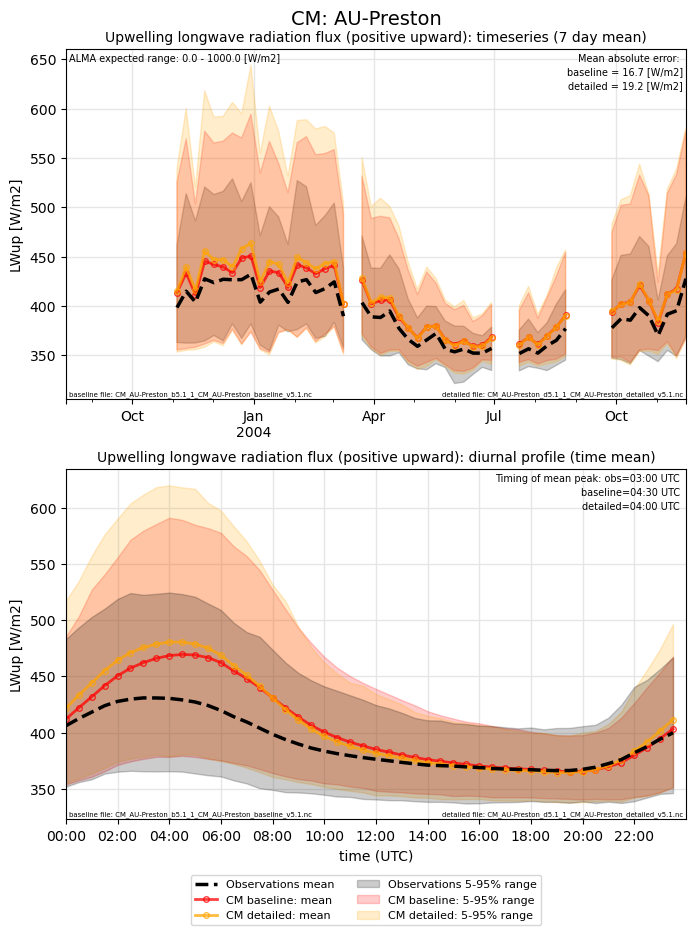 CM: AU-Preston
Upwelling longwave radiation flux (positive upward): timeseries (7 day mean)
ALMA expected range: 0.0 - 1000.0 [W/m2]
Mean absolute error:
baseline = 16.7 [W/m2]
detailed = 19.2 [W/m2]
650
600
550
500
450
400
350
LWup [W/m2]
baseline file: CM_AU-Preston_b5.1_1_CM_AU-Preston_baseline_v5.1.nc
detailed file: CM_AU-Preston_d5.1_1_CM_AU-Preston_detailed_v5.1.nc
Oct Jan Apr Jul Oct
2004
Upwelling longwave radiation flux (positive upward): diurnal profile (time mean)
Timing of mean peak: obs=03:00 UTC
baseline=04:30 UTC
detailed=04:00 UTC
600
550
500
450
400
350
LWup [W/m2]
baseline file: CM_AU-Preston_b5.1_1_CM_AU-Preston_baseline_v5.1.nc
detailed file: CM_AU-Preston_d5.1_1_CM_AU-Preston_detailed_v5.1.nc
00:00 02:00 04:00 06:00 08:00 10:00 12:00 14:00 16:00 18:00 20:00 22:00
time (UTC)
Observations mean
CM baseline: mean
CM detailed: mean
Observations 5-95% range
CM baseline: 5-95% range
CM detailed: 5-95% range